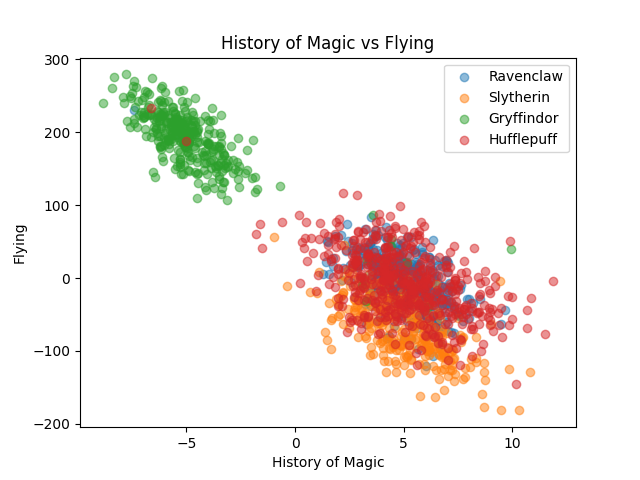 History of Magic vs Flying
Ravenclaw
Slytherin
Gryffindor
Hufflepuff
300
200
100
0
−100
−200
Flying
−5
0
5
10
History of Magic